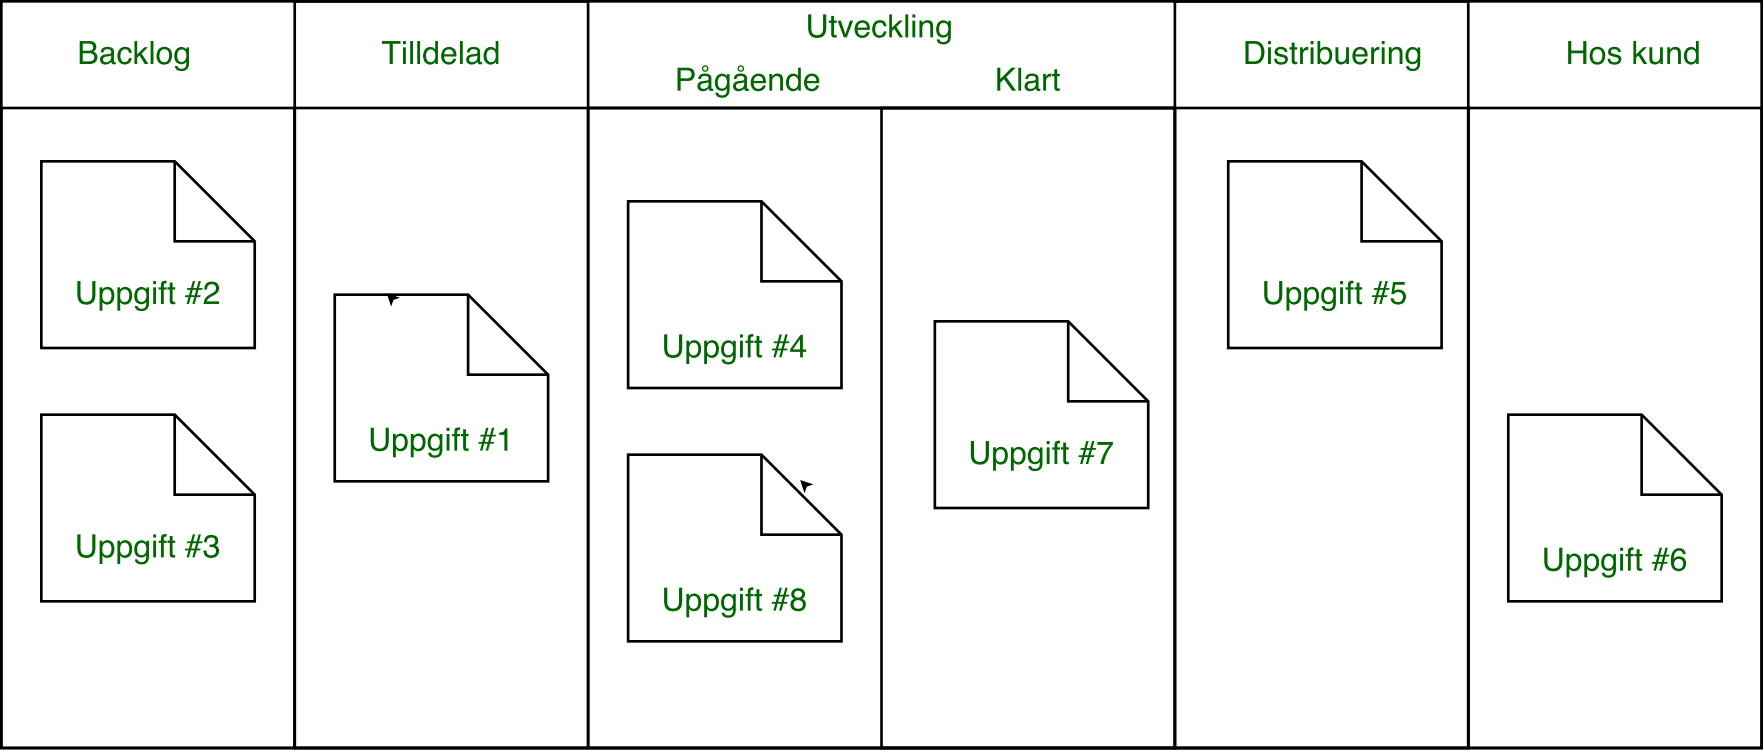 Backlog
Tilldelad
Utveckling
Pågående
Klart
Distribuering
Hos kund
Uppgift #2
Uppgift #3
Uppgift #1
Uppgift #4
Uppgift #8
Uppgift #7
Uppgift #5
Uppgift #6